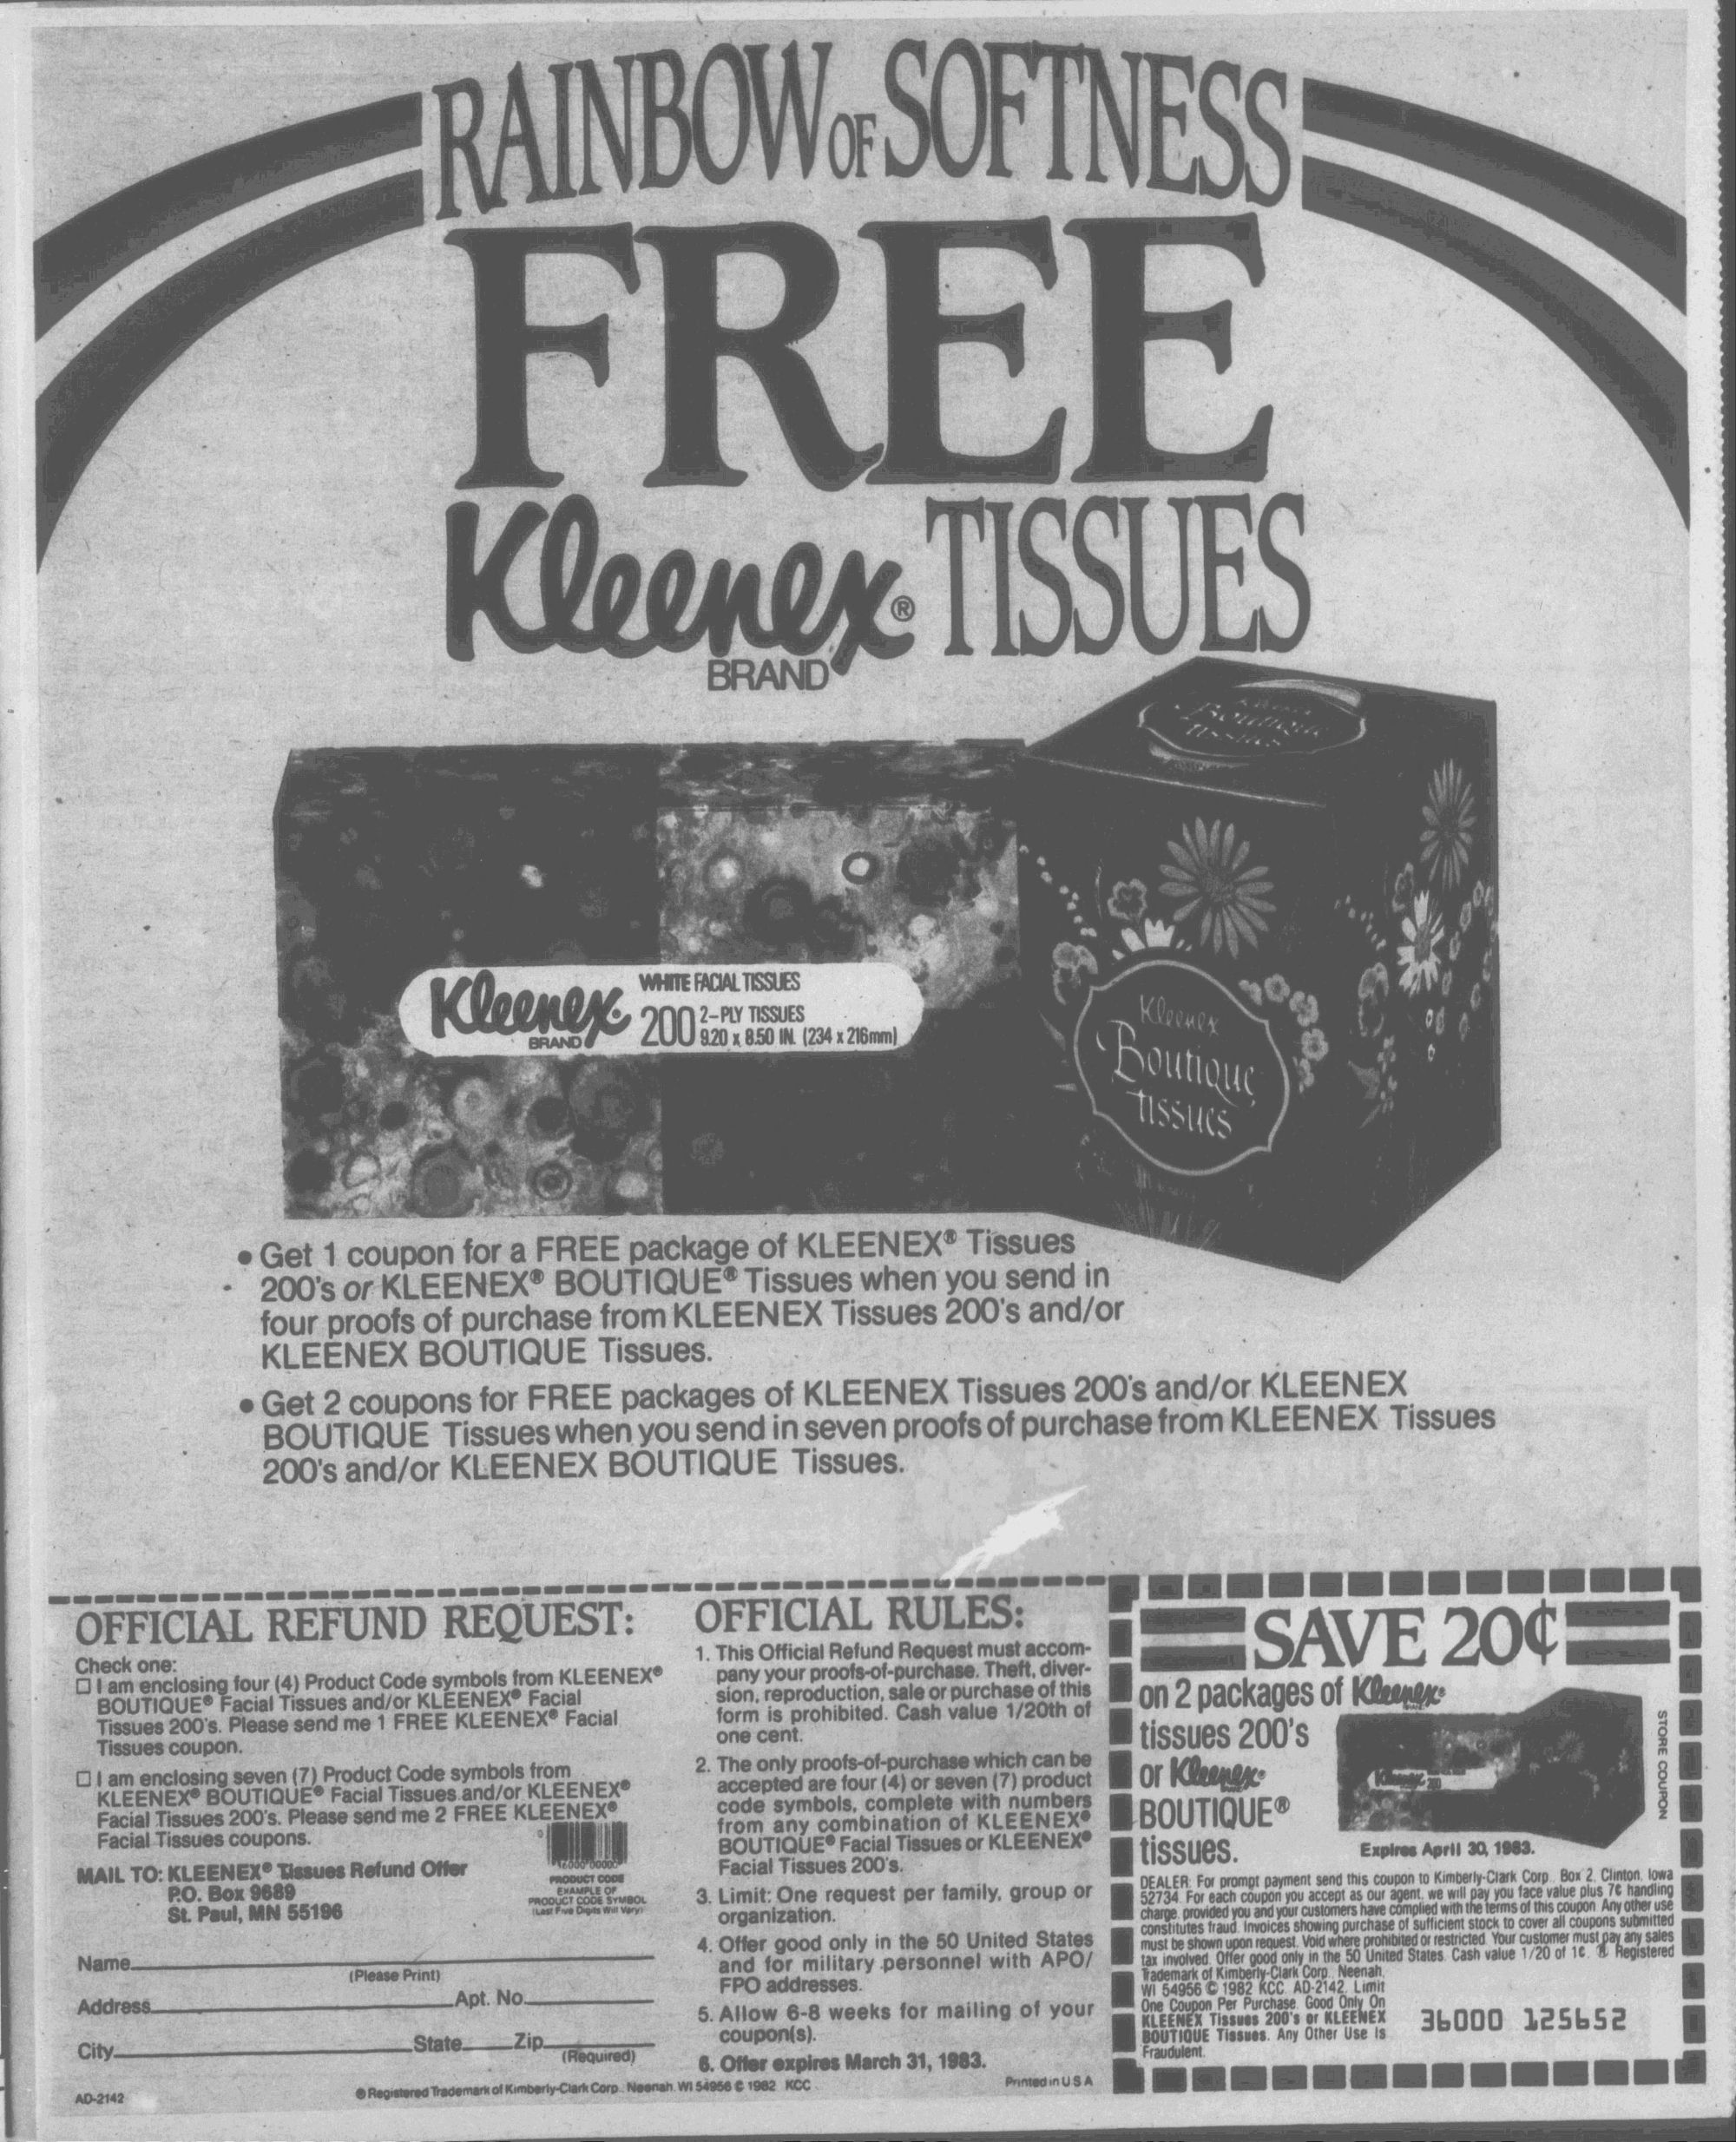 RAINBOW OF SOFTNESS
FREE
Kleenex® TISSUES
BRAND
Kleenex
Boutique
tissues
Kleenex
BRAND
WHITE FACIAL TISSUES
200 2-PLY TISSUES
9.20 x 8.50 IN. (234 x 216mm)
Kleenex
Boutique
tissues
• Get 1 coupon for a FREE package of KLEENEX® Tissues
200's or KLEENEX® BOUTIQUE® Tissues when you send in
four proofs of purchase from KLEENEX Tissues 200's and/or
KLEENEX BOUTIQUE Tissues.
• Get 2 coupons for FREE packages of KLEENEX Tissues 200's and/or KLEENEX
BOUTIQUE Tissues when you send in seven proofs of purchase from KLEENEX Tissues
200's and/or KLEENEX BOUTIQUE Tissues.
OFFICIAL REFUND REQUEST:
Check one:
☐ I am enclosing four (4) Product Code symbols from KLEENEX®
BOUTIQUE® Facial Tissues and/or KLEENEX® Facial
Tissues 200's. Please send me 1 FREE KLEENEX® Facial
Tissues coupon.
☐ I am enclosing seven (7) Product Code symbols from
KLEENEX® BOUTIQUE® Facial Tissues and/or KLEENEX®
Facial Tissues 200's. Please send me 2 FREE KLEENEX®
Facial Tissues coupons.
MAIL TO: KLEENEX® Tissues Refund Offer
P.O. Box 9689
St. Paul, MN 55196
PRODUCT CODE
EXAMPLE OF
PRODUCT CODE SYMBOL
(Last Five Digits Will Vary)
Name
(Please Print)
Address Apt. No.
City State Zip
(Required)
AD-2142
® Registered Trademark of Kimberly-Clark Corp. Neenah, WI 54956 © 1982 KCC
OFFICIAL RULES:
1. This Official Refund Request must accom-
pany your proofs-of-purchase. Theft, diver-
sion, reproduction, sale or purchase of this
form is prohibited. Cash value 1/20th of
one cent.
2. The only proofs-of-purchase which can be
accepted are four (4) or seven (7) product
code symbols, complete with numbers
from any combination of KLEENEX®
BOUTIQUE® Facial Tissues or KLEENEX®
Facial Tissues 200's.
3. Limit: One request per family, group or
organization.
4. Offer good only in the 50 United States
and for military personnel with APO/
FPO addresses.
5. Allow 6-8 weeks for mailing of your
coupon(s).
6. Offer expires March 31, 1983.
Printed in U S A
SAVE 20¢
on 2 packages of Kleenex®
tissues 200's
or Kleenex®
BOUTIQUE®
tissues.
Kleenex 200
STORE COUPON
Expires April 30, 1983.
DEALER: For prompt payment send this coupon to Kimberly-Clark Corp., Box 2, Clinton, Iowa
52734. For each coupon you accept as our agent, we will pay you face value plus 7¢ handling
charge, provided you and your customers have complied with the terms of this coupon. Any other use
constitutes fraud. Invoices showing purchase of sufficient stock to cover all coupons submitted
must be shown upon request. Void where prohibited or restricted. Your customer must pay any sales
tax involved. Offer good only in the 50 United States. Cash value 1/20 of 1¢. ® Registered
Trademark of Kimberly-Clark Corp., Neenah,
WI 54956 © 1982 KCC. AD-2142. Limit
One Coupon Per Purchase. Good Only On
KLEENEX Tissues 200's or KLEENEX
BOUTIQUE Tissues. Any Other Use Is
Fraudulent.
36000 125652